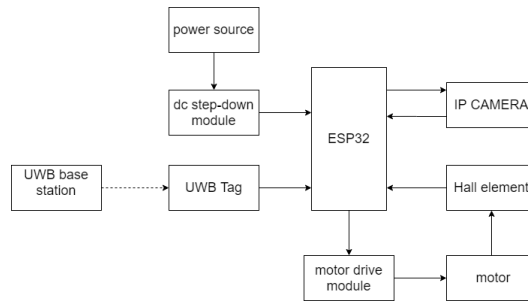 power source
dc step-down
module
ESP32
IP CAMERA
UWB base
station
UWB Tag
Hall element
motor drive
module
motor